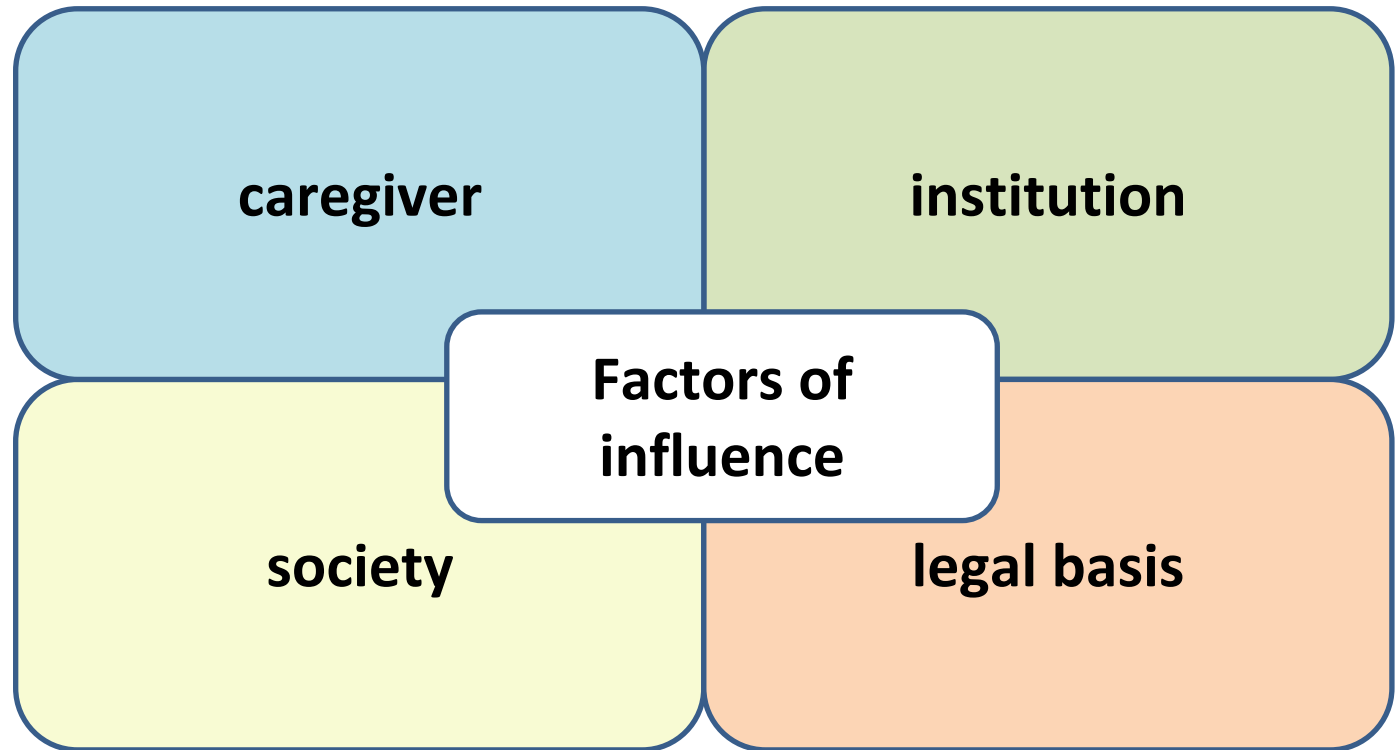 caregiver
institution
Factors of
influence
society
legal basis